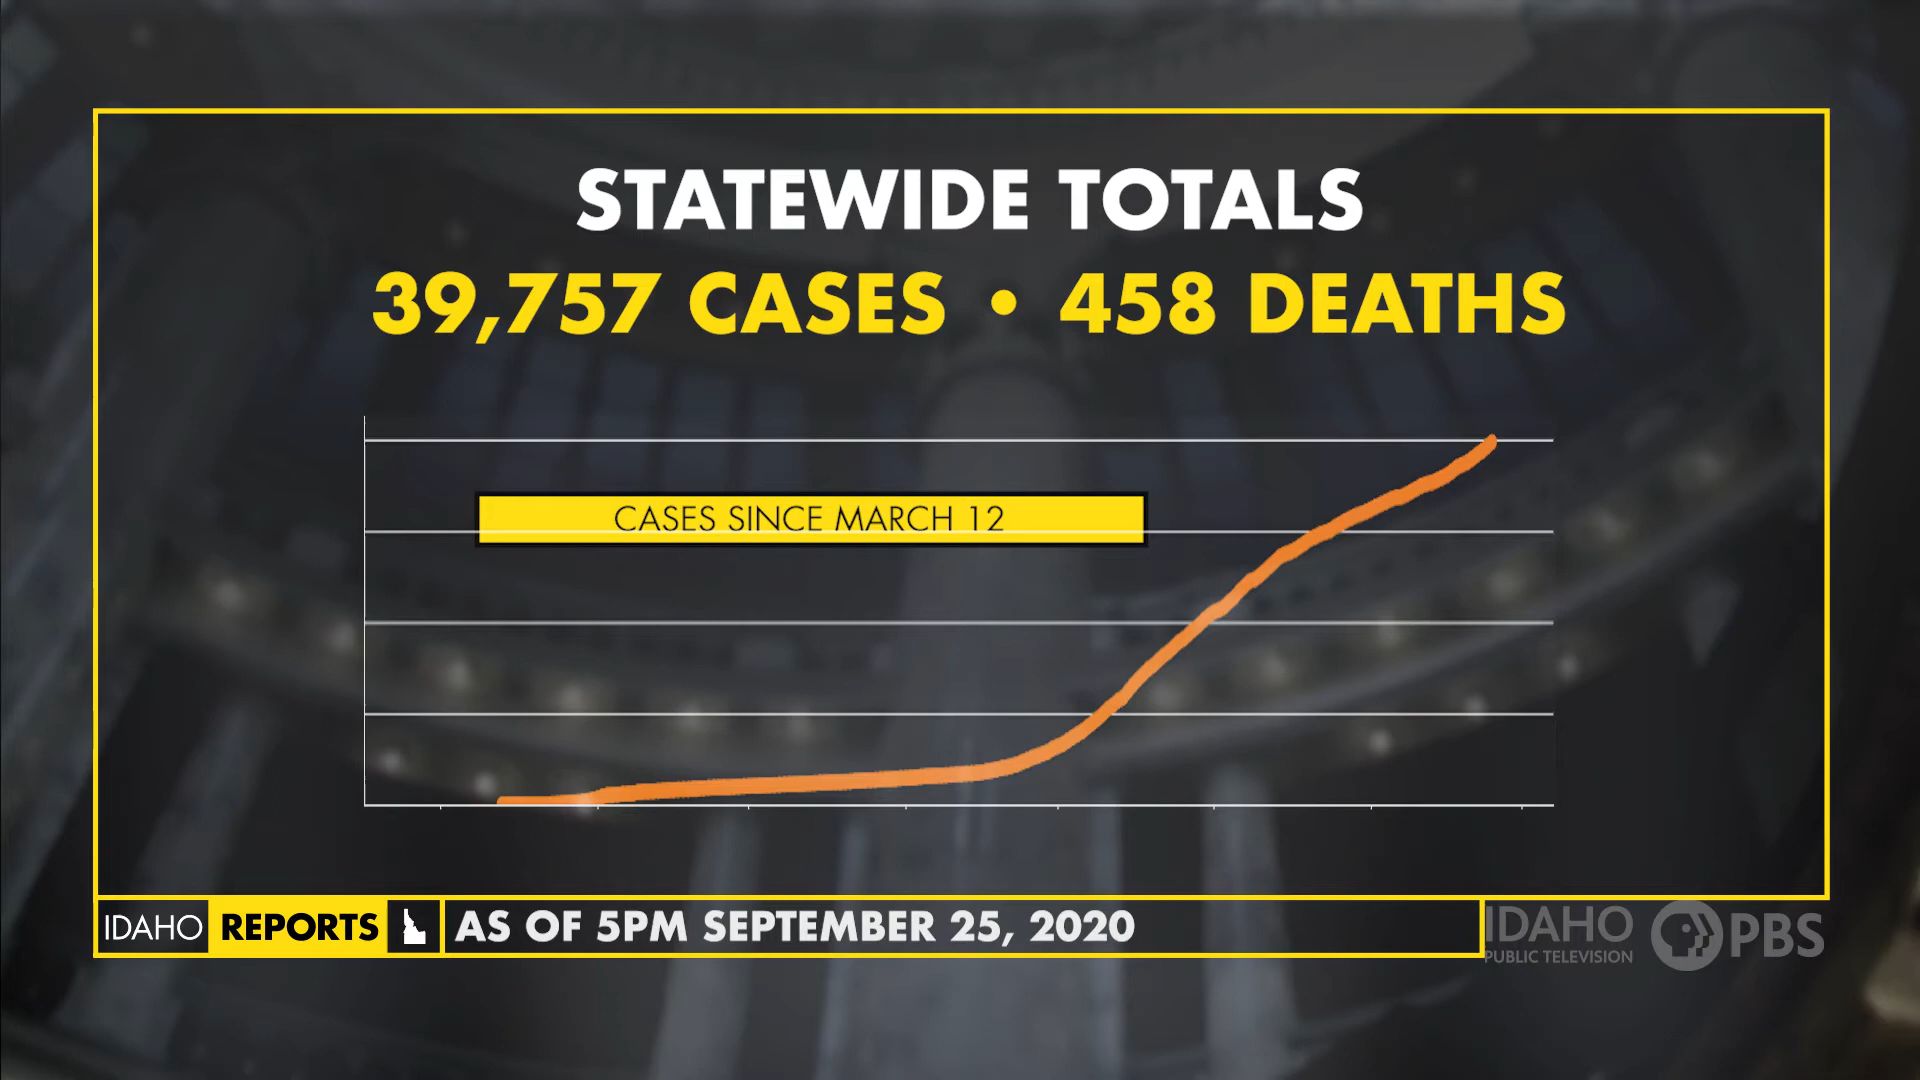 STATEWIDE TOTALS
39,757 CASES • 458 DEATHS
CASES SINCE MARCH 12
IDAHO REPORTS AS OF 5PM SEPTEMBER 25, 2020
IDAHO
PUBLIC TELEVISION
PBS